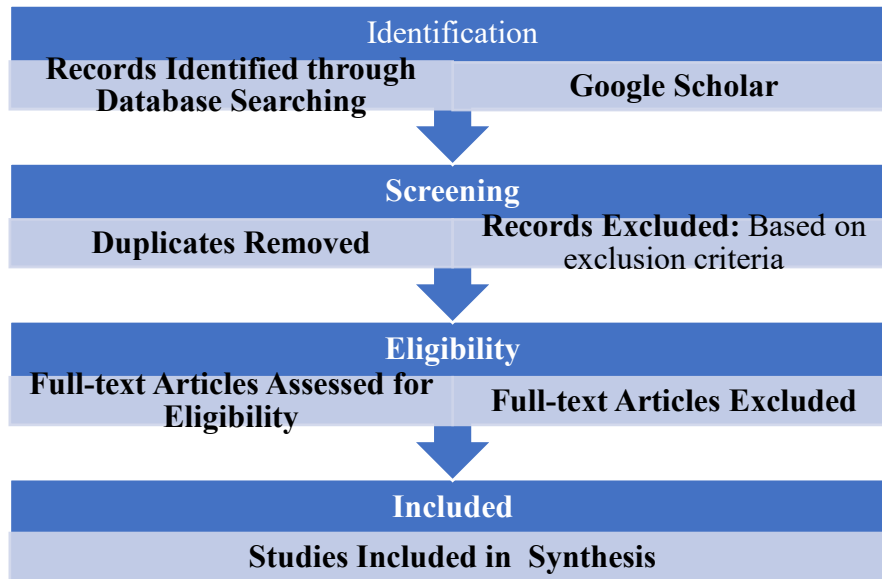 Identification
Records Identified through
Database Searching
Google Scholar
Screening
Duplicates Removed
Records Excluded: Based on
exclusion criteria
Eligibility
Full-text Articles Assessed for
Eligibility
Full-text Articles Excluded
Included
Studies Included in Synthesis